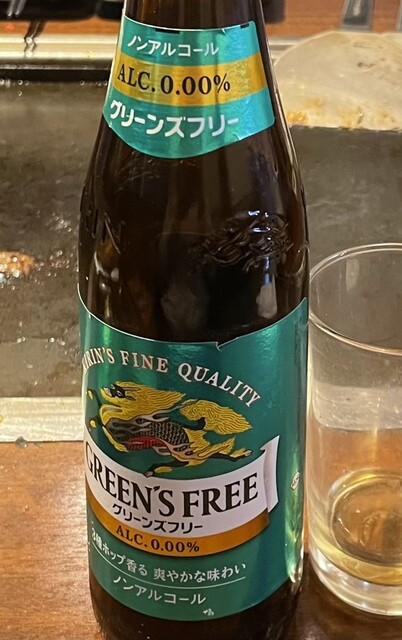 ノンアルコール
ALC.0.00%
グリーンズフリー
KIRIN'S FINE QUALITY
GREEN'S FREE
グリーンズフリー
ALC.0.00%
ホップ香る 爽やかな味わい
ノンアルコール